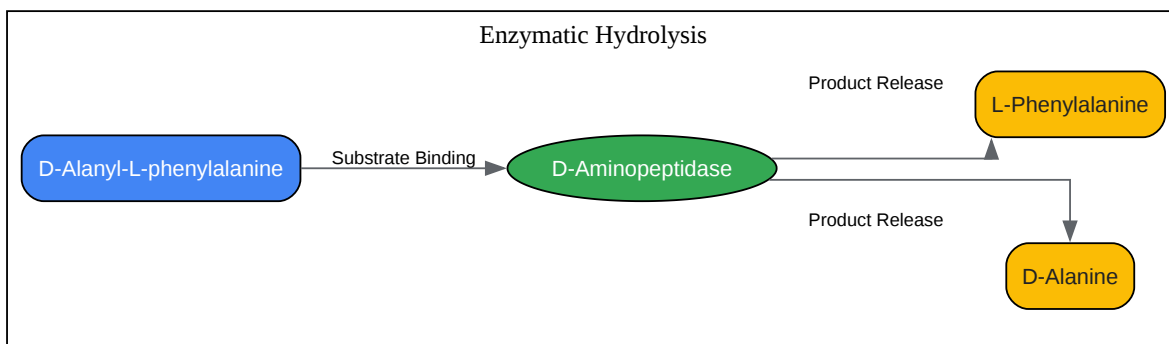 Enzymatic Hydrolysis
Product Release
L-Phenylalanine
D-Alanyl-L-phenylalanine
Substrate Binding
D-Aminopeptidase
Product Release
D-Alanine